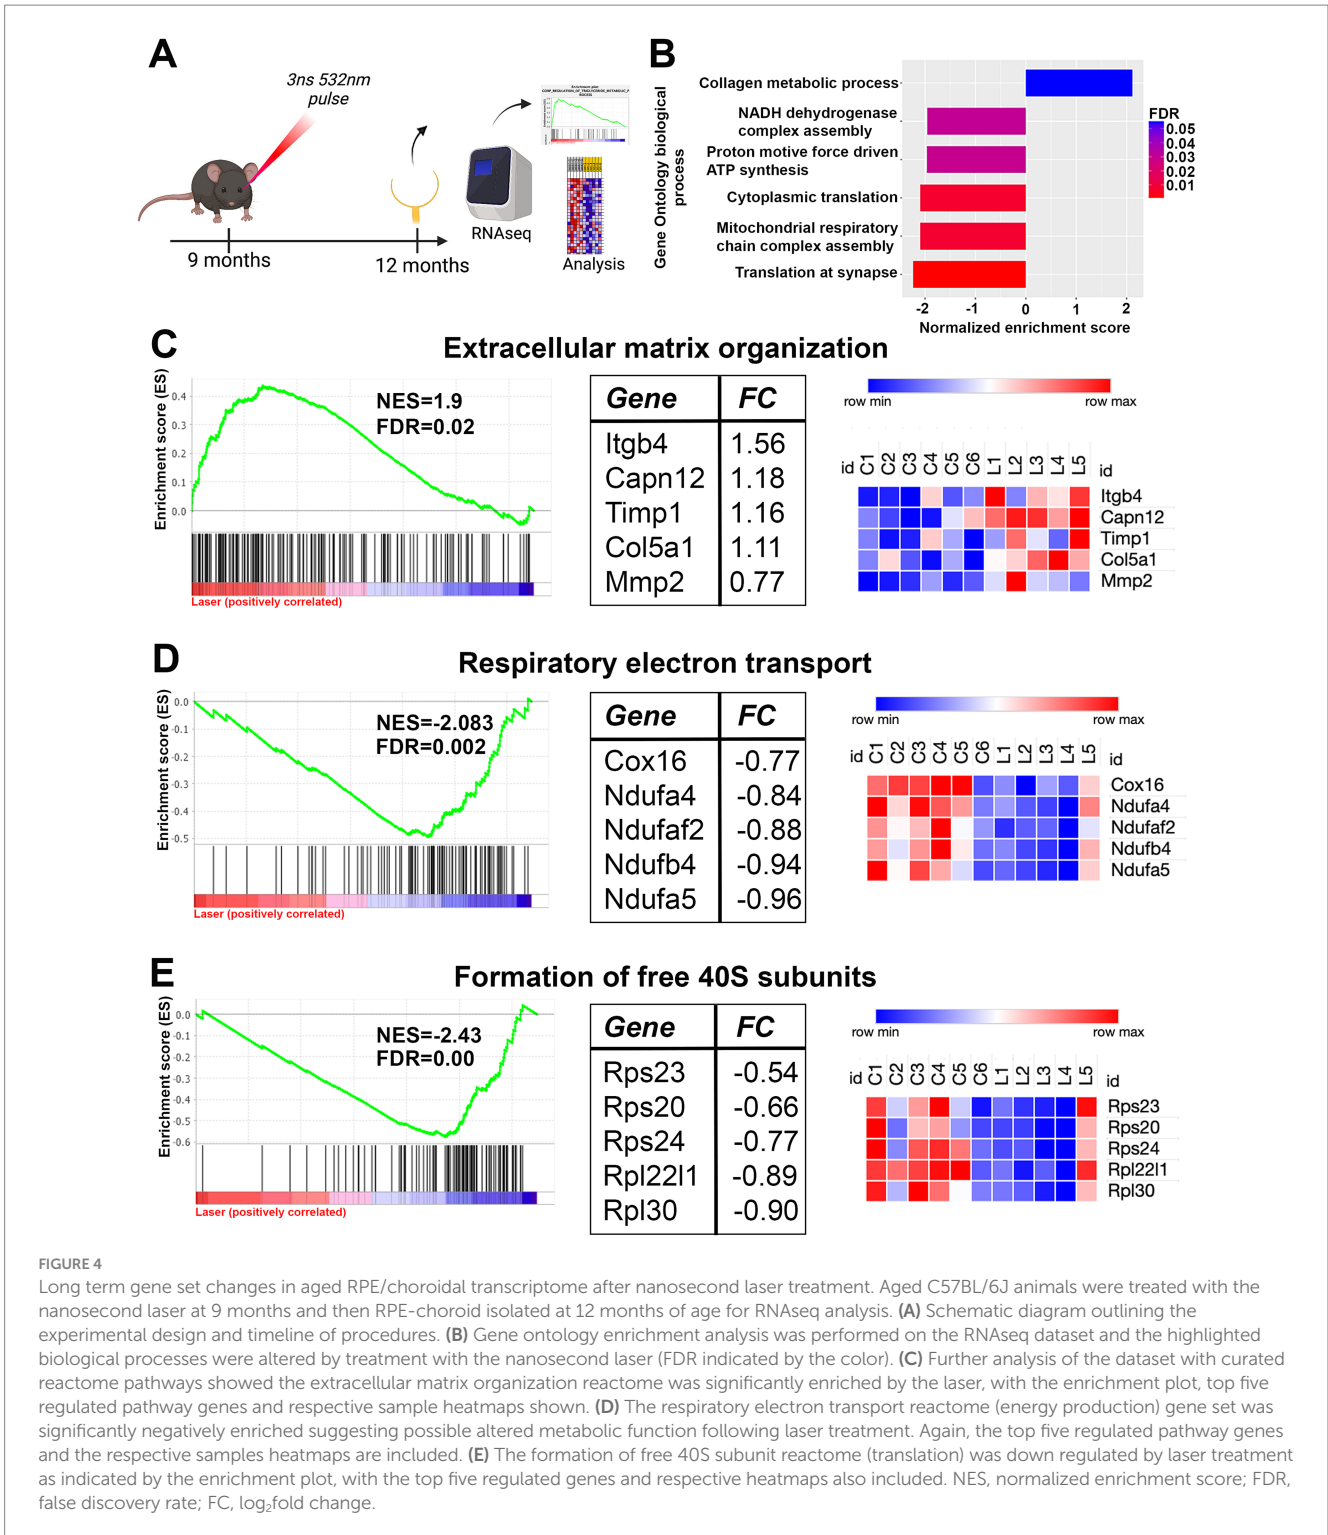 A
3ns 532nm
pulse
9 months
12 months
RNAseq
Enrichment plot:
Analysis
B
Gene Ontology biological
process
Collagen metabolic process
NADH dehydrogenase
complex assembly
Proton motive force driven
ATP synthesis
Cytoplasmic translation
Mitochondrial respiratory
chain complex assembly
Translation at synapse
-2 -1 0 1 2
Normalized enrichment score
FDR
0.05
0.04
0.03
0.02
0.01
C
Extracellular matrix organization
Enrichment score (ES)
0.4
0.3
0.2
0.1
0.0
NES=1.9
FDR=0.02
Laser (positively correlated)
Gene FC
Itgb4 1.56
Capn12 1.18
Timp1 1.16
Col5a1 1.11
Mmp2 0.77
row min row max
id C1 C2 C3 C4 C5 C6 L1 L2 L3 L4 L5 id
Itgb4
Capn12
Timp1
Col5a1
Mmp2
D
Respiratory electron transport
Enrichment score (ES)
0.0
-0.1
-0.2
-0.3
-0.4
-0.5
NES=-2.083
FDR=0.002
Laser (positively correlated)
Gene FC
Cox16 -0.77
Ndufa4 -0.84
Ndufaf2 -0.88
Ndufb4 -0.94
Ndufa5 -0.96
row min row max
id C1 C2 C3 C4 C5 C6 L1 L2 L3 L4 L5 id
Cox16
Ndufa4
Ndufaf2
Ndufb4
Ndufa5
E
Formation of free 40S subunits
Enrichment score (ES)
0.0
-0.1
-0.2
-0.3
-0.4
-0.5
-0.6
NES=-2.43
FDR=0.00
Laser (positively correlated)
Gene FC
Rps23 -0.54
Rps20 -0.66
Rps24 -0.77
Rpl22l1 -0.89
Rpl30 -0.90
row min row max
id C1 C2 C3 C4 C5 C6 L1 L2 L3 L4 L5 id
Rps23
Rps20
Rps24
Rpl22l1
Rpl30
FIGURE 4
Long term gene set changes in aged RPE/choroidal transcriptome after nanosecond laser treatment. Aged C57BL/6J animals were treated with the
nanosecond laser at 9 months and then RPE-choroid isolated at 12 months of age for RNAseq analysis. (A) Schematic diagram outlining the
experimental design and timeline of procedures. (B) Gene ontology enrichment analysis was performed on the RNAseq dataset and the highlighted
biological processes were altered by treatment with the nanosecond laser (FDR indicated by the color). (C) Further analysis of the dataset with curated
reactome pathways showed the extracellular matrix organization reactome was significantly enriched by the laser, with the enrichment plot, top five
regulated pathway genes and respective sample heatmaps shown. (D) The respiratory electron transport reactome (energy production) gene set was
significantly negatively enriched suggesting possible altered metabolic function following laser treatment. Again, the top five regulated pathway genes
and the respective samples heatmaps are included. (E) The formation of free 40S subunit reactome (translation) was down regulated by laser treatment
as indicated by the enrichment plot, with the top five regulated genes and respective heatmaps also included. NES, normalized enrichment score; FDR,
false discovery rate; FC, log₂fold change.